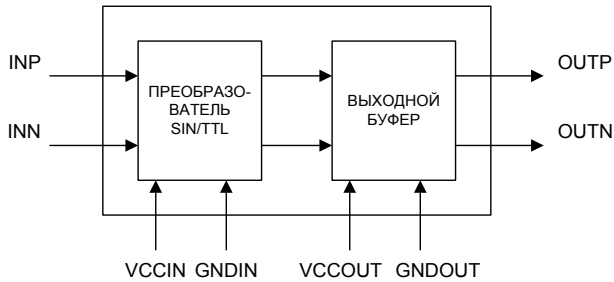 INP
INN
ПРЕОБРАЗО-
ВАТЕЛЬ
SIN/TTL
ВЫХОДНОЙ
БУФЕР
OUTP
OUTN
VCCIN GNDIN VCCOUT GNDOUT